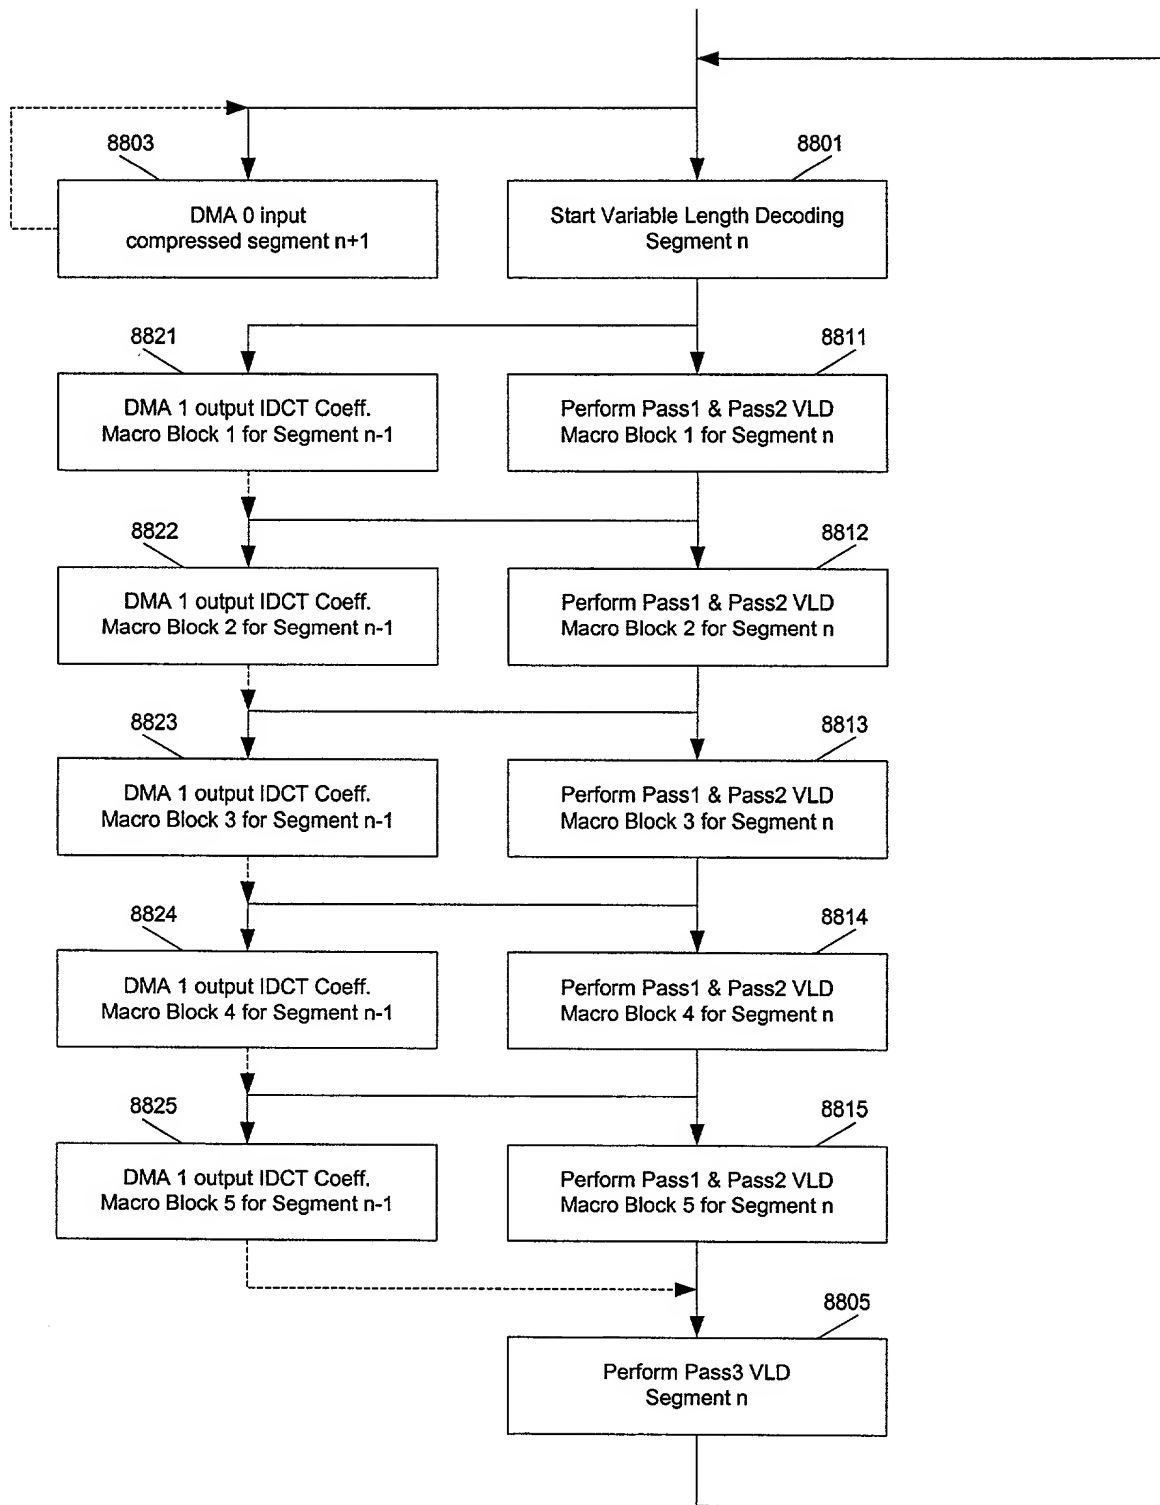 8803
8801
DMA 0 input
compressed segment n+1
Start Variable Length Decoding
Segment n
8821
8811
DMA 1 output IDCT Coeff.
Macro Block 1 for Segment n-1
Perform Pass1 & Pass2 VLD
Macro Block 1 for Segment n
8822
8812
DMA 1 output IDCT Coeff.
Macro Block 2 for Segment n-1
Perform Pass1 & Pass2 VLD
Macro Block 2 for Segment n
8823
8813
DMA 1 output IDCT Coeff.
Macro Block 3 for Segment n-1
Perform Pass1 & Pass2 VLD
Macro Block 3 for Segment n
8824
8814
DMA 1 output IDCT Coeff.
Macro Block 4 for Segment n-1
Perform Pass1 & Pass2 VLD
Macro Block 4 for Segment n
8825
8815
DMA 1 output IDCT Coeff.
Macro Block 5 for Segment n-1
Perform Pass1 & Pass2 VLD
Macro Block 5 for Segment n
8805
Perform Pass3 VLD
Segment n